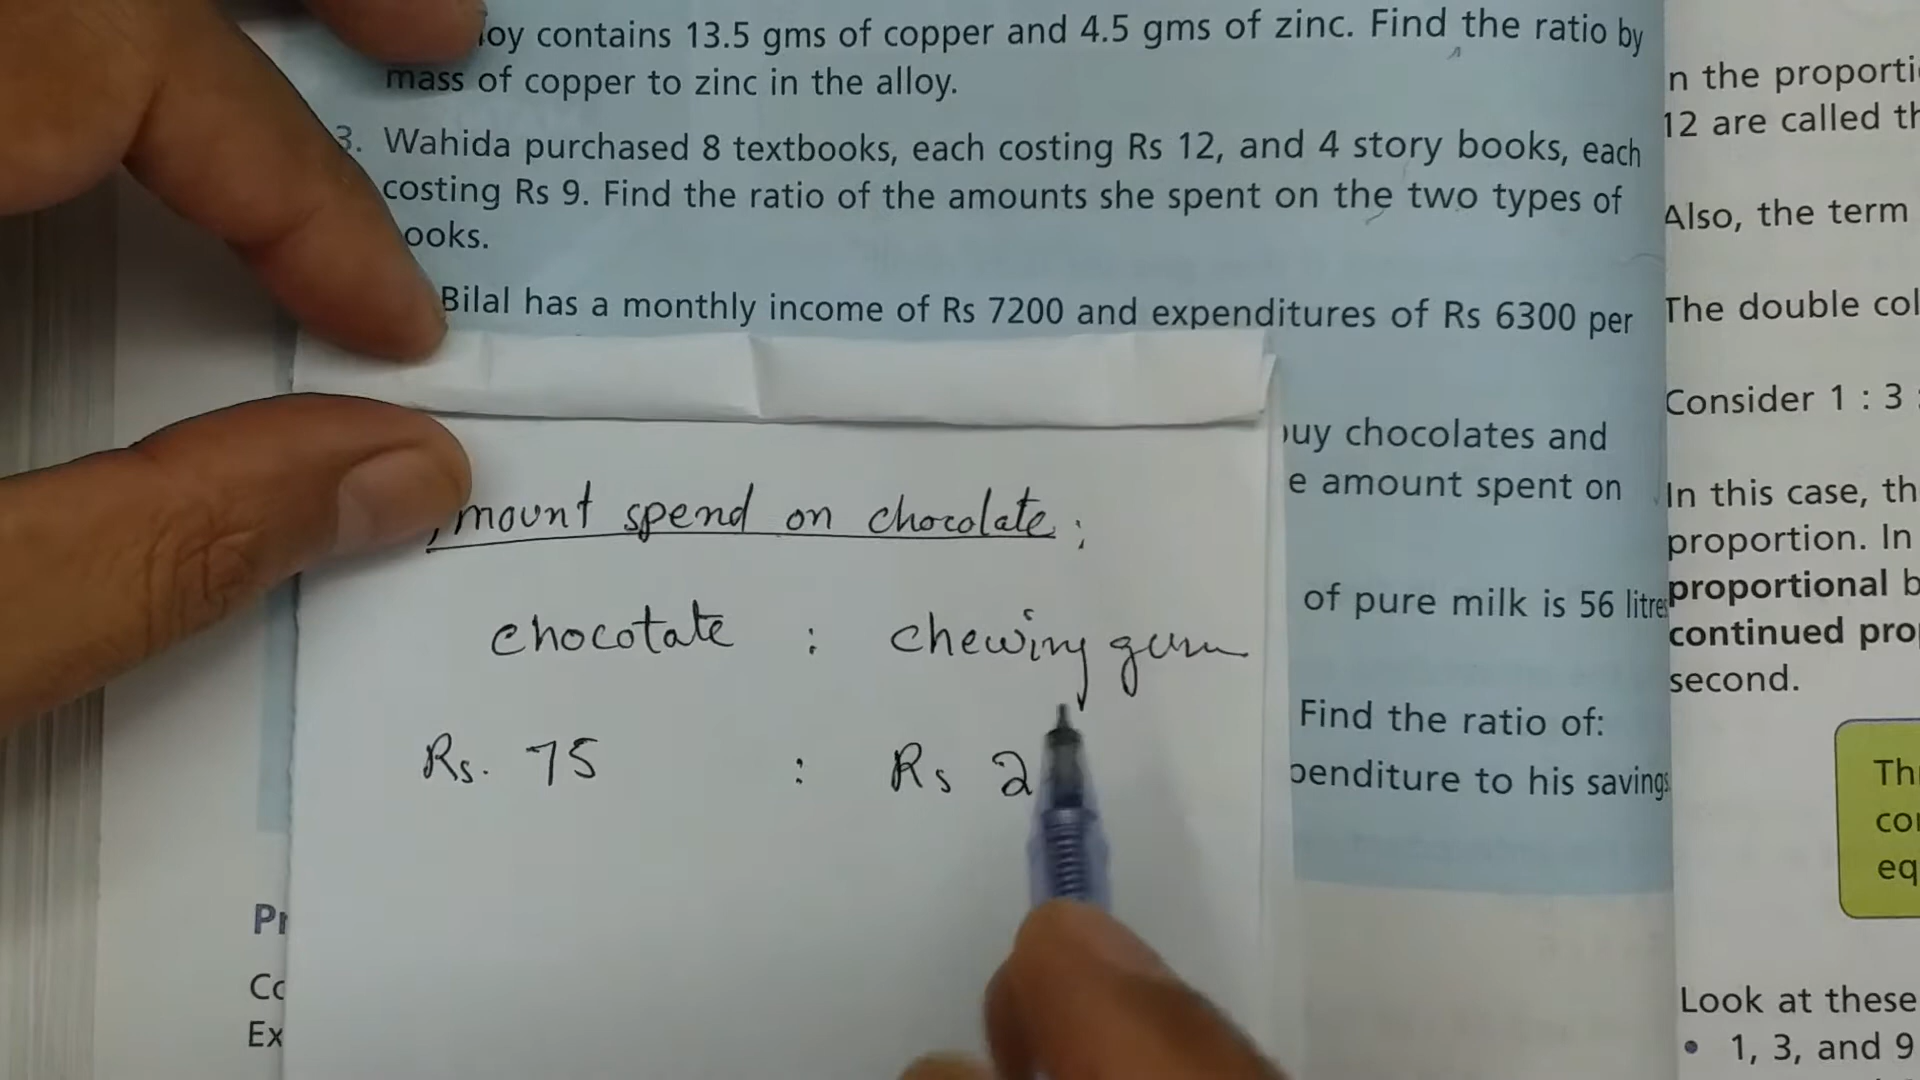 loy contains 13.5 gms of copper and 4.5 gms of zinc. Find the ratio by
mass of copper to zinc in the alloy.
3. Wahida purchased 8 textbooks, each costing Rs 12, and 4 story books, each
costing Rs 9. Find the ratio of the amounts she spent on the two types of
ooks.
Bilal has a monthly income of Rs 7200 and expenditures of Rs 6300 per
buy chocolates and
e amount spent on
of pure milk is 56 litres
Find the ratio of:
penditure to his savings
mount spend on chocolate :
chocotate : chewing gum
Rs. 75 : Rs 2
Pr
Co
Ex
n the proporti
12 are called th
Also, the term
The double col
Consider 1 : 3 :
In this case, th
proportion. In
proportional b
continued pro
second.
Th
co
eq
Look at these
• 1, 3, and 9